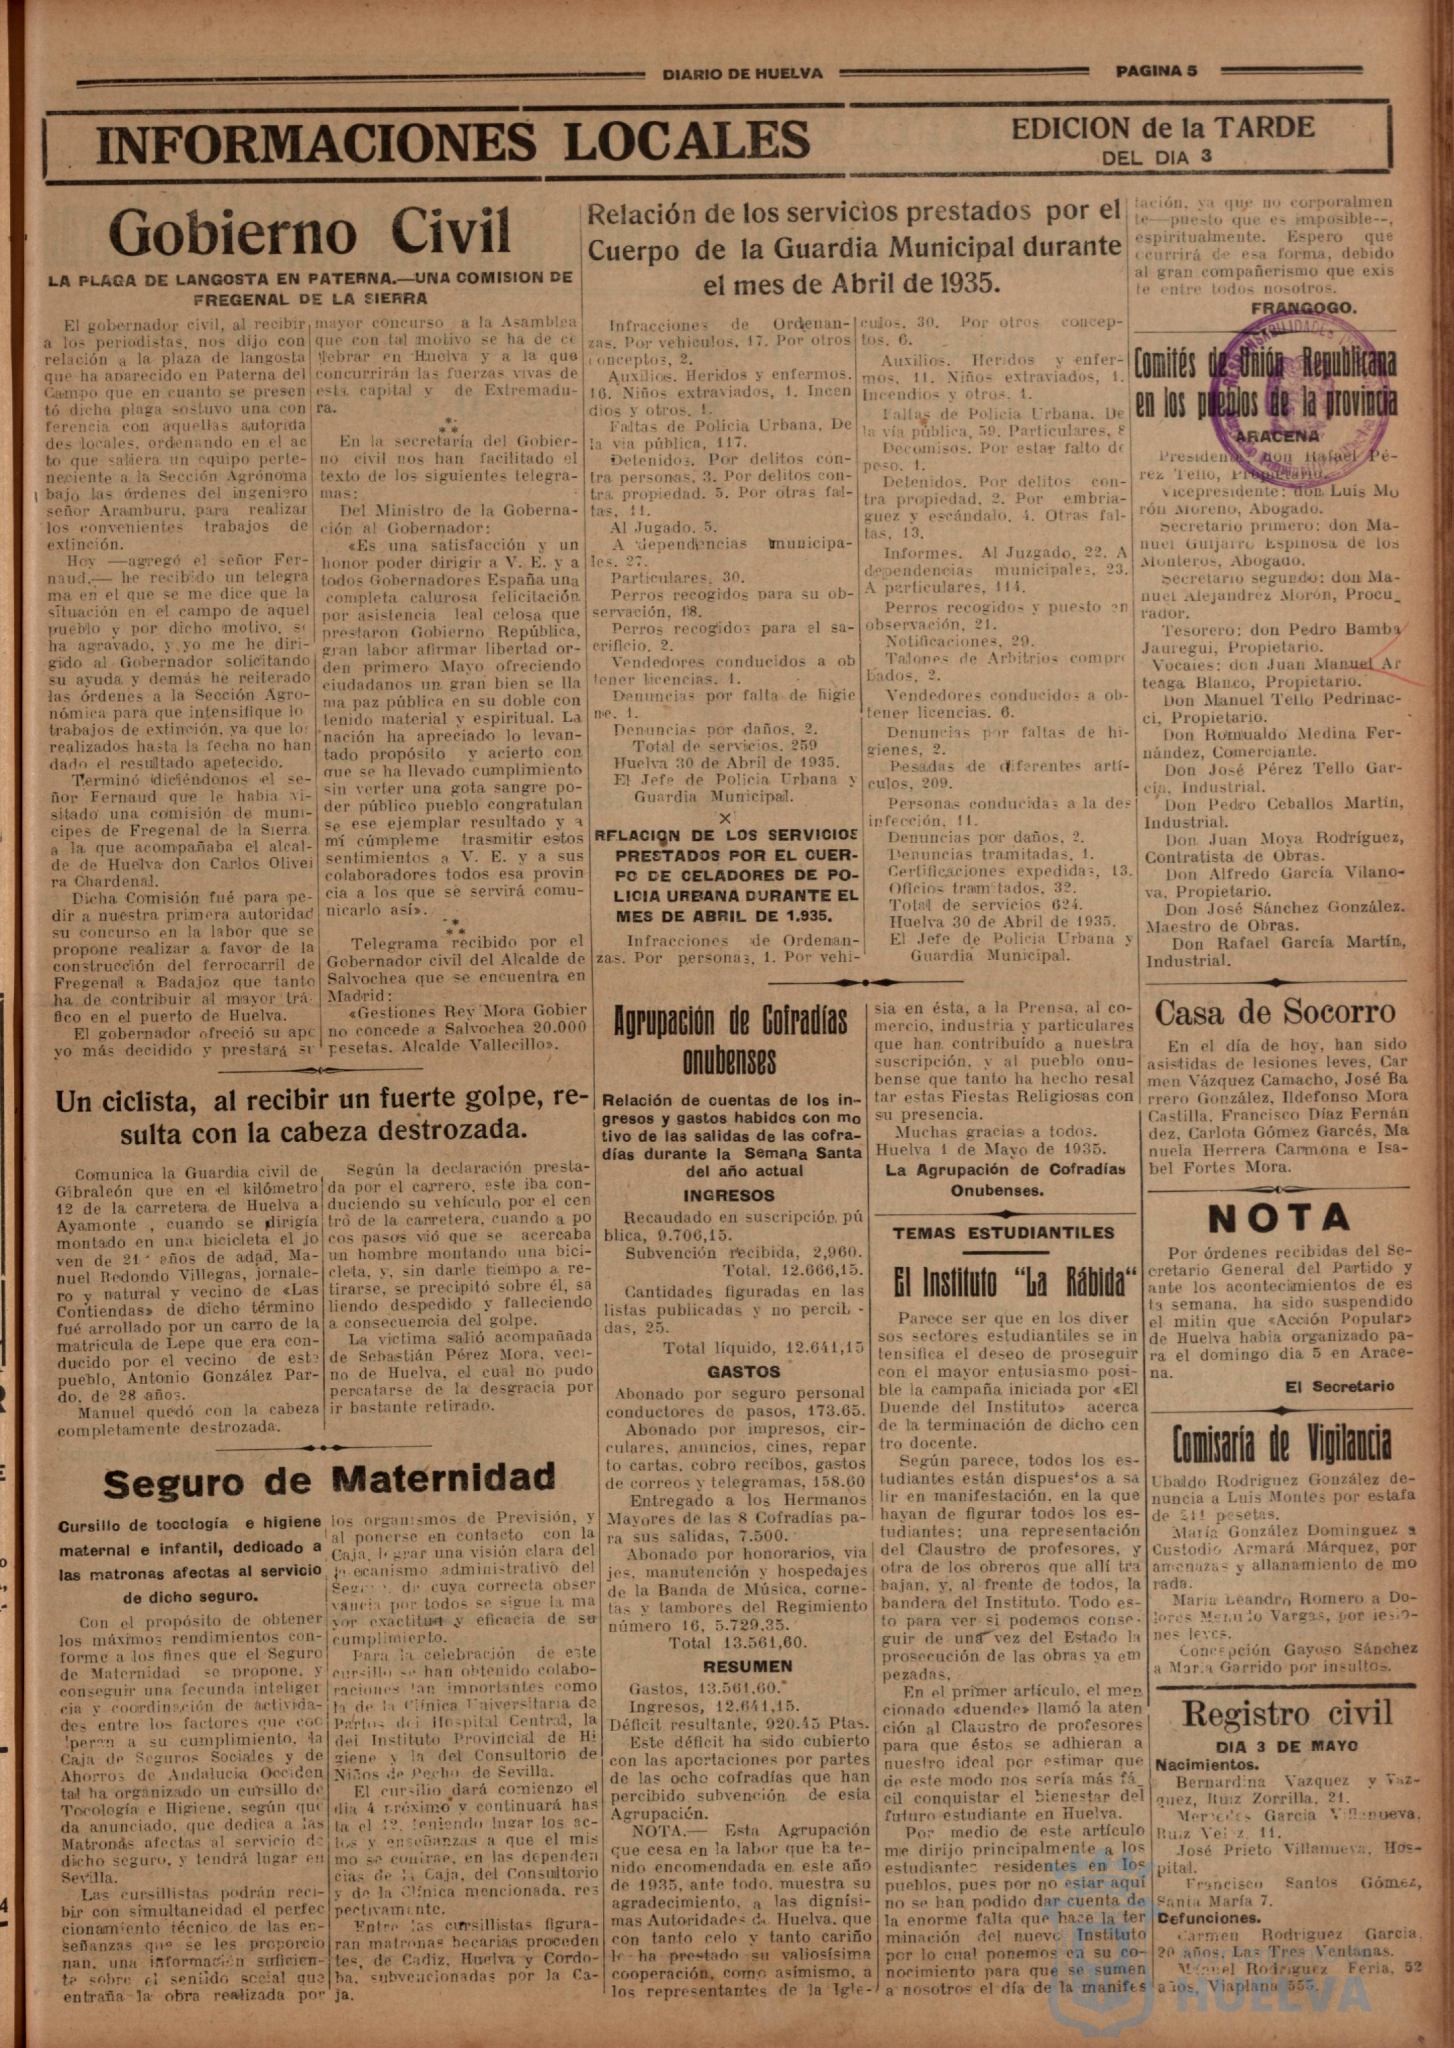 DIARIO DE HUELVA
PAGINA 5
INFORMACIONES LOCALES
EDICION de la TARDE
DEL DIA 3
Gobierno Civil
LA PLAGA DE LANGOSTA EN PATERNA.—UNA COMISION DE
FREGENAL DE LA SIERRA
El gobernador civil, al recibir
a los periodistas, nos dijo con
relación a la plaza de langosta
que ha aparecido en Paterna del
Campo que en cuanto se presen
tó dicha plaga sostuvo una con
ferencia con aquellas autorida
des locales, ordenando en el ac
to que saliera un equipo perte-
neciente a la Sección Agrónoma
bajo las órdenes del ingeniero
señor Aramburu, para realizar
los convenientes trabajos de
extinción.
Hoy —agregó el señor Fer-
naud,— he recibido un telegra
ma en el que se me dice que la
situación en el campo de aquel
pueblo y por dicho motivo, se
ha agravado, y yo me he diri-
gido al Gobernador solicitando
su ayuda y demás he reiterado
las órdenes a la Sección Agro-
nómica para que intensifique lo
trabajos de extinción, ya que los
realizados hasta la fecha no han
dado el resultado apetecido.
Terminó diciéndonos el se-
ñor Fernaud que le había vi-
sitado una comisión de muni-
cipes de Fregenal de la Sierra
a la que acompañaba el alcal-
de de Huelva don Carlos Olivei
ra Chardenal.
Dicha Comisión fué para pe-
dir a nuestra primera autoridad
su concurso en la labor que se
propone realizar a favor de la
construcción del ferrocarril de
Fregenal a Badajoz que tanto
ha de contribuir al mayor trá-
fico en el puerto de Huelva.
El gobernador ofreció su apo
yo más decidido y prestará su
mayor concurso a la Asamblea
que con tal motivo se ha de ce
lebrar en Huelva y a la que
concurrirán las fuerzas vivas de
esta capital y de Extremadu-
ra.
***
En la secretaría del Gobier-
no civil nos han facilitado el
texto de los siguientes telegra-
mas:
Del Ministro de la Goberna-
ción al Gobernador:
«Es una satisfacción y un
honor poder dirigir a V. E. y a
todos Gobernadores España una
completa calurosa felicitación
por asistencia leal celosa que
prestaron Gobierno República,
gran labor afirmar libertad or-
den primero Mayo ofreciendo
ciudadanos un gran bien se lla
ma paz pública en su doble con
tenido material y espiritual. La
nación ha apreciado lo levan-
tado propósito y acierto con
que se ha llevado cumplimiento
sin verter una gota sangre po-
der público pueblo congratulan
se ese ejemplar resultado y a
mí cúmpleme trasmitir estos
sentimientos a V. E. y a sus
colaboradores todos esa provin
cia a los que se servirá comu-
nicarlo así».
***
Telegrama recibido por el
Gobernador civil del Alcalde de
Salvochea que se encuentra en
Madrid:
«Gestiones Rey Mora Gobier
no concede a Salvochea 20.000
pesetas. Alcalde Vallecillo».
Un ciclista, al recibir un fuerte golpe, re-
sulta con la cabeza destrozada.
Comunica la Guardia civil de
Gibraleón que en el kilómetro
12 de la carretera de Huelva a
Ayamonte , cuando se dirigía
montado en una bicicleta el jo
ven de 21 años de adad, Ma-
nuel Redondo Villegas, jornale-
ro y natural y vecino de «Las
Contiendas» de dicho término
fué arrollado por un carro de la
matricula de Lepe que era con-
ducido por el vecino de este
pueblo, Antonio González Par-
do, de 28 años.
Manuel quedó con la cabeza
completamente destrozada.
Según la declaración presta-
da por el carrero, este iba con-
duciendo su vehículo por el cen
tro de la carretera, cuando a po
cos pasos vió que se acercaba
un hombre montando una bici-
cleta, y, sin darle tiempo a re-
tirarse, se precipitó sobre él, sa
liendo despedido y falleciendo
a consecuencia del golpe.
La victima salió acompañada
de Sebastián Pérez Mora, veci-
no de Huelva, el cual no pudo
percatarse de la desgracia por
ir bastante retirado.
Seguro de Maternidad
Cursillo de tocología e higiene
maternal e infantil, dedicado a
las matronas afectas al servicio
de dicho seguro.
Con el propósito de obtener
los máximos rendimientos con-
forme a los fines que el Seguro
de Maternidad se propone, y
conseguir una fecunda inteligen
cia y coordinación de activida-
des entre los factores que coo
peran a su cumplimiento, la
Caja de Seguros Sociales y de
Ahorros de Andalucia Occiden
tal ha organizado un cursillo de
Tocología e Higiene, según que
da anunciado, que dedica a las
Matronas afectas al servicio de
dicho seguro, y tendrá lugar en
Sevilla.
Las cursillistas podrán reci-
bir con simultaneidad el perfec
cionamiento técnico de las en-
señanzas que se les proporcio
nan, una información suficien-
te sobre el sentido social que
entraña la obra realizada por
los organismos de Previsión, y
al ponerse en contacto con la
Caja, lograr una visión clara del
mecanismo administrativo del
Seguro, de cuya correcta obser
vancia por todos se sigue la ma
yor exactitud y eficacia de su
cumplimiento.
Para la celebración de este
cursillo se han obtenido colabo-
raciones tan importantes como
la de la Clínica Universitaria de
Partos del Hospital Central, la
del Instituto Provincial de Hi
giene y la del Consultorio de
Niños de Pecho de Sevilla.
El cursillo dará comienzo el
dia 4 próximo y continuará has
ta el 12, teniendo lugar los ac-
tos y enseñanzas a que el mis
mo se contrae, en las dependen
cias de la Caja, del Consultorio
y de la Clínica mencionada, res
pectivamente.
Entre las cursillistas figura-
ran matronas becarias proceden
tes, de Cadiz, Huelva y Cordo-
ba, subvencionadas por la Ca-
ja.
Relación de los servicios prestados por el
Cuerpo de la Guardia Municipal durante
el mes de Abril de 1935.
Infracciones de Ordenan-
zas. Por vehículos, 17. Por otros
conceptos, 2.
Auxilios. Heridos y enfermos,
16. Niños extraviados, 1. Incen
dios y otros, 1.
Faltas de Policia Urbana. De
la via pública, 117.
Detenidos. Por delitos con-
tra personas, 3. Por delitos con-
tra propiedad, 5. Por otras fal-
tas, 11.
Al Jugado, 5.
A dependencias municipa-
les, 27.
Particulares, 30.
Perros recogidos para su ob-
servación, 18.
Perros recogidos para el sa-
crificio, 2.
Vendedores conducidos a ob
tener licencias, 1.
Denuncias por falta de higie
ne, 1.
Denuncias por daños, 2.
Total de servicios, 259
Huelva 30 de Abril de 1935.
El Jefe de Policia Urbana y
Guardia Municipal.
X
RELACION DE LOS SERVICIOS
PRESTADOS POR EL CUER-
PO DE CELADORES DE PO-
LICIA URBANA DURANTE EL
MES DE ABRIL DE 1.935.
Infracciones de Ordenan-
zas. Por personas, 1. Por vehi-
culos, 30. Por otros concep-
tos, 6.
Auxilios. Heridos y enfer-
mos, 11. Niños extraviados, 1.
Incendios y otros, 1.
Faltas de Policia Urbana. De
la vía pública, 59. Particulares, 8
Decomisos. Por estar falto de
peso, 1.
Detenidos. Por delitos con-
tra propiedad, 2. Por embria-
guez y escándalo, 4. Otras fal-
tas, 13.
Informes. Al Juzgado, 22. A
dependencias municipales, 23.
A particulares, 114.
Perros recogidos y puesto en
observación, 21.
Notificaciones, 29.
Talones de Arbitrios compro
bados, 2.
Vendedores conducidos a ob-
tener licencias, 6.
Denuncias por faltas de hi-
gienes, 2.
Pesadas de diferentes artí-
culos, 209.
Personas conducidas a la des
infección, 11.
Denuncias por daños, 2.
Denuncias tramitadas, 1.
Certificaciones expedidas, 13.
Oficios tramitados, 32.
Total de servicios 624.
Huelva 30 de Abril de 1935.
El Jefe de Policia Urbana y
Guardia Municipal.
Agrupación de Cofradías
onubenses
Relación de cuentas de los in-
gresos y gastos habidos con mo
tivo de las salidas de las cofra-
días durante la Semana Santa
del año actual
INGRESOS
Recaudado en suscripción pú
blica, 9.706,15.
Subvención recibida, 2,960.
Total, 12.666,15.
Cantidades figuradas en las
listas publicadas y no percibi-
das, 25.
Total líquido, 12.641,15
GASTOS
Abonado por seguro personal
conductores de pasos, 173.65.
Abonado por impresos, cir-
culares, anuncios, cines, repar
to cartas, cobro recibos, gastos
de correos y telegramas, 158.60
Entregado a los Hermanos
Mayores de las 8 Cofradías pa-
ra sus salidas, 7.500.
Abonado por honorarios, via
jes, manutención y hospedajes
de la Banda de Música, corne-
tas y tambores del Regimiento
número 16, 5.729.35.
Total 13.561,60.
RESUMEN
Gastos, 13.561,60.
Ingresos, 12.641,15.
Déficit resultante, 920.45 Ptas.
Este déficit ha sido cubierto
con las aportaciones por partes
de las ocho cofradías que han
percibido subvención de esta
Agrupación.
NOTA.— Esta Agrupación
que cesa en la labor que ha te-
nido encomendada en este año
de 1935, ante todo, muestra su
agradecimiento, a las dignísi-
mas Autoridades de Huelva, que
con tanto celo y tanto cariño
le ha prestado su valiosísima
cooperación, como asimismo, a
los representantes de la Igle-
sia en ésta, a la Prensa, al co-
mercio, industria y particulares
que han contribuído a nuestra
suscripción, y al pueblo onu-
bense que tanto ha hecho resal
tar estas Fiestas Religiosas con
su presencia.
Muchas gracias a todos.
Huelva 1 de Mayo de 1935.
La Agrupación de Cofradías
Onubenses.
TEMAS ESTUDIANTILES
El Instituto "La Rábida"
Parece ser que en los diver
sos sectores estudiantiles se in
tensifica el deseo de proseguir
con el mayor entusiasmo posi-
ble la campaña iniciada por «El
Duende del Instituto» acerca
de la terminación de dicho cen
tro docente.
Según parece, todos los es-
tudiantes están dispuestos a sa
lir en manifestación, en la que
hayan de figurar todos los es-
tudiantes; una representación
del Claustro de profesores, y
otra de los obreros que allí tra
bajan, y, al frente de todos, la
bandera del Instituto. Todo es-
to para ver si podemos conse-
guir de una vez del Estado la
prosecución de las obras ya em
pezadas.
En el primer artículo, el men
cionado «duende» llamó la aten
ción al Claustro de profesores
para que éstos se adhieran a
nuestro ideal por estimar que
de este modo nos sería más fá_
cil conquistar el bienestar del
futuro estudiante en Huelva.
Por medio de este artículo
me dirijo principalmente a los
estudiantes residentes en los
pueblos, pues por no estar aquí
no se han podido dar cuenta de
la enorme falta que hace la ter
minación del nuevo Instituto
por lo cual ponemos en su co-
nocimiento para que se sumen
a nosotros el día de la manifes
tación, ya que no corporalmen
te—puesto que es imposible--,
espiritualmente. Espero que
ocurrirá de esa forma, debido
al gran compañerismo que exis
te entre todos nosotros.
FRANGOGO.
Comités de Unión Republicana
en los pueblos de la provincia
ARACENA
Presidente: don Rafael Pé-
rez Tello, Propietario.
Vicepresidente: don Luis Mo
rón Moreno, Abogado.
Secretario primero: don Ma-
nuel Guijarro Espinosa de los
Monteros, Abogado.
Secretario segundo: don Ma-
nuel Alejandrez Morón, Procu_
rador.
Tesorero: don Pedro Bamba
Jauregui, Propietario.
Vocales: don Juan Manuel Ar
teaga Blanco, Propietario.
Don Manuel Tello Pedrinac-
ci, Propietario.
Don Romualdo Medina Fer-
nández, Comerciante.
Don José Pérez Tello Gar-
cía, Industrial.
Don Pedro Ceballos Martin,
Industrial.
Don Juan Moya Rodríguez,
Contratista de Obras.
Don Alfredo García Vilano-
va, Propietario.
Don José Sánchez González.
Maestro de Obras.
Don Rafael García Martín,
Industrial.
Casa de Socorro
En el día de hoy, han sido
asistidas de lesiones leves, Car
men Vázquez Camacho, José Ba
rrero González, Ildefonso Mora
Castilla, Francisco Díaz Fernán
dez, Carlota Gómez Garcés, Ma
nuela Herrera Carmona e Isa-
bel Fortes Mora.
NOTA
Por órdenes recibidas del Se-
cretario General del Partido y
ante los acontecimientos de es
ta semana, ha sido suspendido
el mitin que «Acción Popular»
de Huelva habia organizado pa-
ra el domingo dia 5 en Arace-
na.
El Secretario
Comisaría de Vigilancia
Ubaldo Rodriguez González de-
nuncia a Luis Montes por estafa
de pesetas.
María González Dominguez a
Custodio Armará Márquez, por
amenazas y allanamiento de mo
rada.
María Leandro Romero a Do-
lores Vargas, por lesio-
nes leves.
Concepción Gayoso Sánchez
a María Garrido por insultos.
Registro civil
DIA 3 DE MAYO
Nacimientos.
Bernardina Vazquez y Vaz-
quez, Ruiz Zorrilla, 21.
Mercedes García Villanueva,
Ruiz 11.
José Prieto Villanueva, Hos-
pital.
Francisco Santos Gómez,
Santa María 7.
Defunciones.
Carmen Rodriguez Garcia,
20 años, Las Tres Ventanas.
Manuel Rodriguez Feria, 52
años, Viaplana 555.
HUELVA